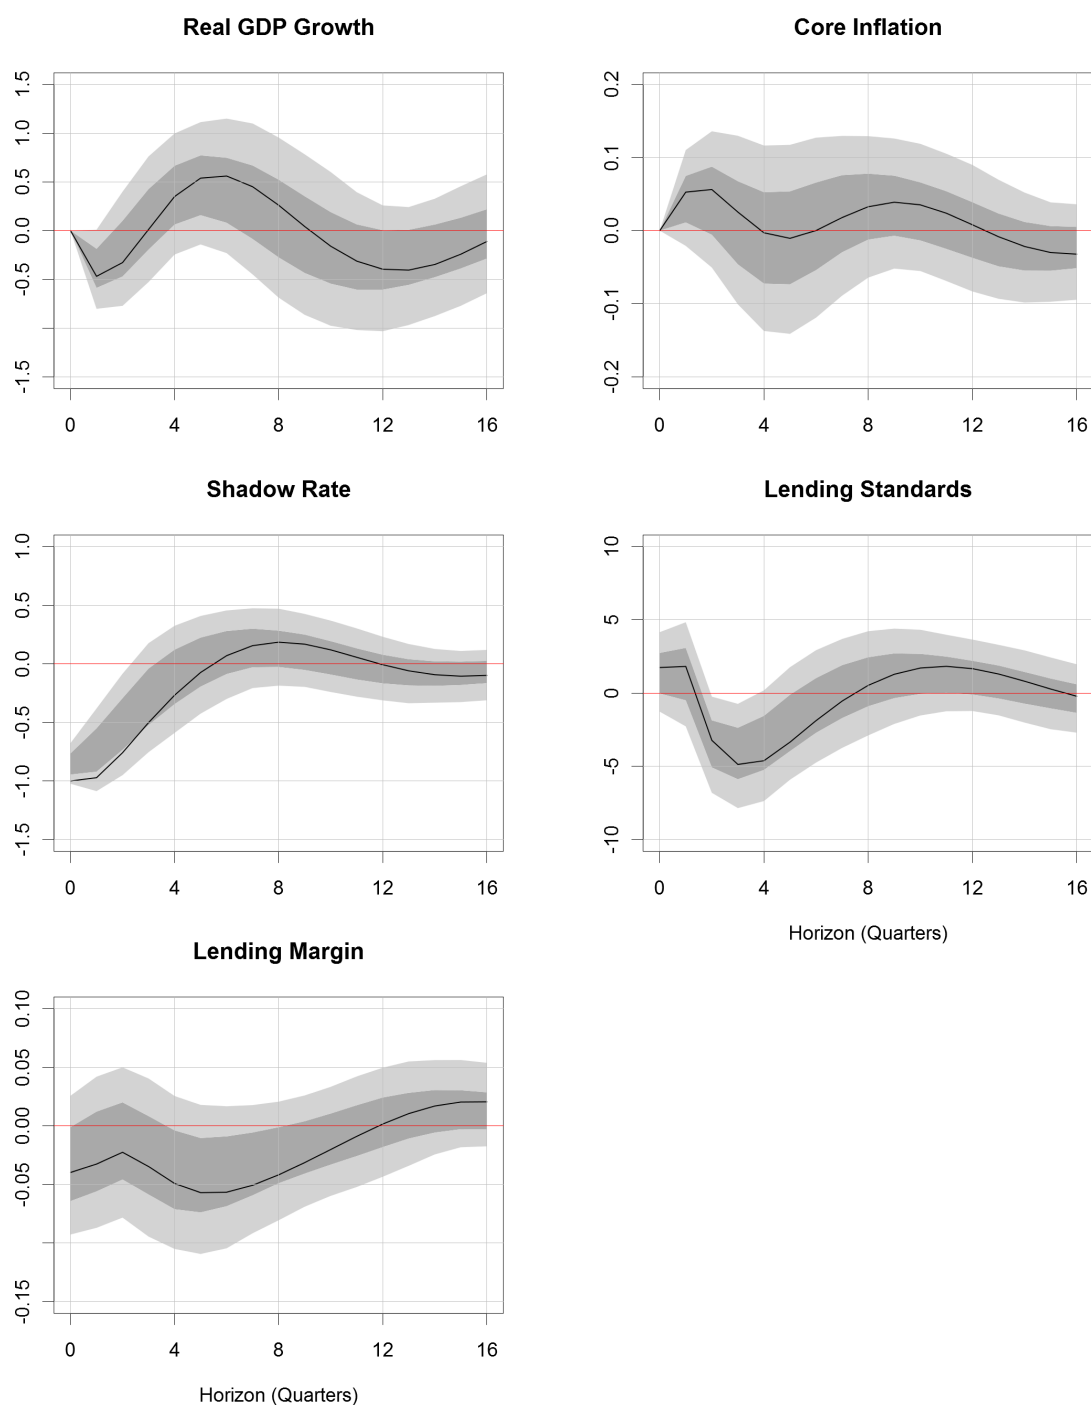 Real GDP Growth
1.5
1.0
0.5
0.0
-0.5
-1.5
0 4 8 12 16
Core Inflation
0.2
0.1
0.0
-0.1
-0.2
0 4 8 12 16
Shadow Rate
1.0
0.5
0.0
-0.5
-1.0
-1.5
0 4 8 12 16
Lending Standards
10
5
0
-5
-10
0 4 8 12 16
Horizon (Quarters)
Lending Margin
0.10
0.05
0.00
-0.05
-0.15
0 4 8 12 16
Horizon (Quarters)